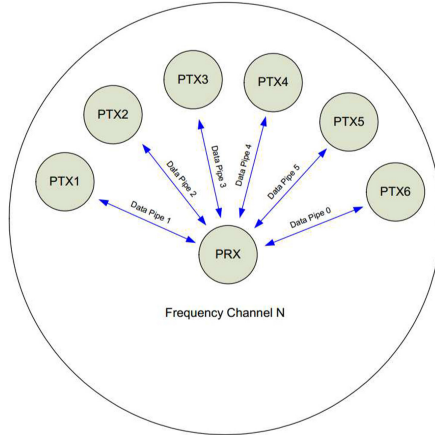 PTX3
PTX4
PTX2
PTX5
PTX1
PTX6
Data Pipe 1
Data Pipe 2
Data Pipe 3
Data Pipe 4
Data Pipe 5
Data Pipe 0
PRX
Frequency Channel N